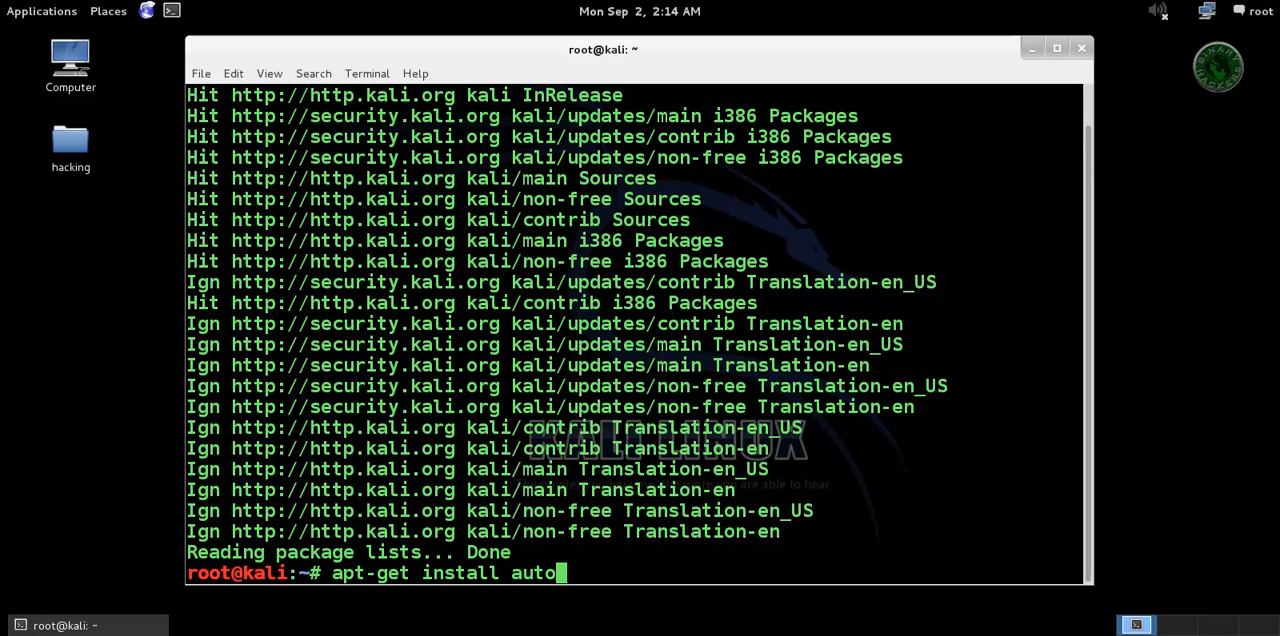 Applications Places Mon Sep 2, 2:14 AM root
root@kali: ~
File Edit View Search Terminal Help
Computer
hacking
BINARY HACKERS
Hit http://http.kali.org kali InRelease
Hit http://security.kali.org kali/updates/main i386 Packages
Hit http://security.kali.org kali/updates/contrib i386 Packages
Hit http://security.kali.org kali/updates/non-free i386 Packages
Hit http://http.kali.org kali/main Sources
Hit http://http.kali.org kali/non-free Sources
Hit http://http.kali.org kali/contrib Sources
Hit http://http.kali.org kali/main i386 Packages
Hit http://http.kali.org kali/non-free i386 Packages
Ign http://security.kali.org kali/updates/contrib Translation-en_US
Hit http://http.kali.org kali/contrib i386 Packages
Ign http://security.kali.org kali/updates/contrib Translation-en
Ign http://security.kali.org kali/updates/main Translation-en_US
Ign http://security.kali.org kali/updates/main Translation-en
Ign http://security.kali.org kali/updates/non-free Translation-en_US
Ign http://security.kali.org kali/updates/non-free Translation-en
Ign http://http.kali.org kali/contrib Translation-en_US
Ign http://http.kali.org kali/contrib Translation-en
Ign http://http.kali.org kali/main Translation-en_US
Ign http://http.kali.org kali/main Translation-en
Ign http://http.kali.org kali/non-free Translation-en_US
Ign http://http.kali.org kali/non-free Translation-en
Reading package lists... Done
root@kali:~# apt-get install auto
KALI LINUX
you are able to hear
root@kali: ~